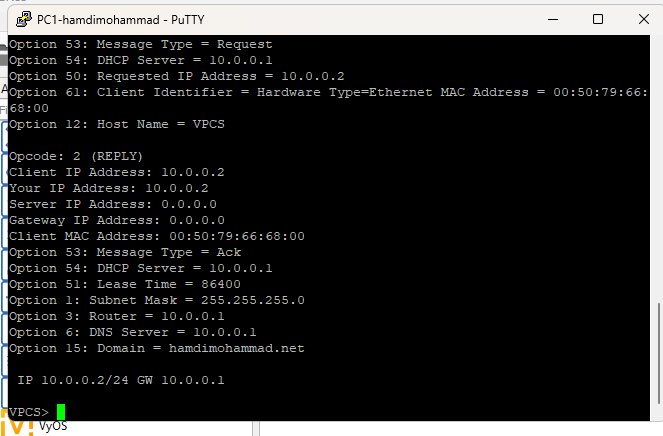 PC1-hamdimohammad - PuTTY
Option 53: Message Type = Request
Option 54: DHCP Server = 10.0.0.1
Option 50: Requested IP Address = 10.0.0.2
Option 61: Client Identifier = Hardware Type=Ethernet MAC Address = 00:50:79:66:
68:00
Option 12: Host Name = VPCS
Opcode: 2 (REPLY)
Client IP Address: 10.0.0.2
Your IP Address: 10.0.0.2
Server IP Address: 0.0.0.0
Gateway IP Address: 0.0.0.0
Client MAC Address: 00:50:79:66:68:00
Option 53: Message Type = Ack
Option 54: DHCP Server = 10.0.0.1
Option 51: Lease Time = 86400
Option 1: Subnet Mask = 255.255.255.0
Option 3: Router = 10.0.0.1
Option 6: DNS Server = 10.0.0.1
Option 15: Domain = hamdimohammad.net
IP 10.0.0.2/24 GW 10.0.0.1
VPCS>
VyOS